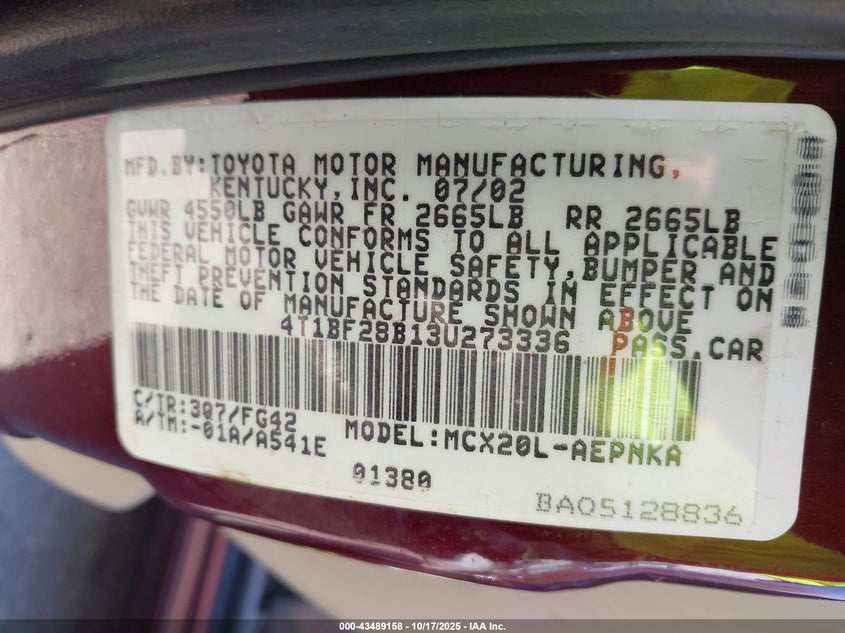 MFD.BY:TOYOTA MOTOR MANUFACTURING,
KENTUCKY,INC. 07/02
GVWR 4550LB GAWR FR 2665LB RR 2665LB
THIS VEHICLE CONFORMS TO ALL APPLICABLE
FEDERAL MOTOR VEHICLE SAFETY,BUMPER AND
THEFT PREVENTION STANDARDS IN EFFECT ON
THE DATE OF MANUFACTURE SHOWN ABOVE
4T1BF28B13U273336 PASS.CAR
C/TR:307/FG42
A/TM:-01A/A541E MODEL:MCX20L-AEPNKA
01380
BAO5128836
000-43489158 - 10/17/2025 - IAA Inc.